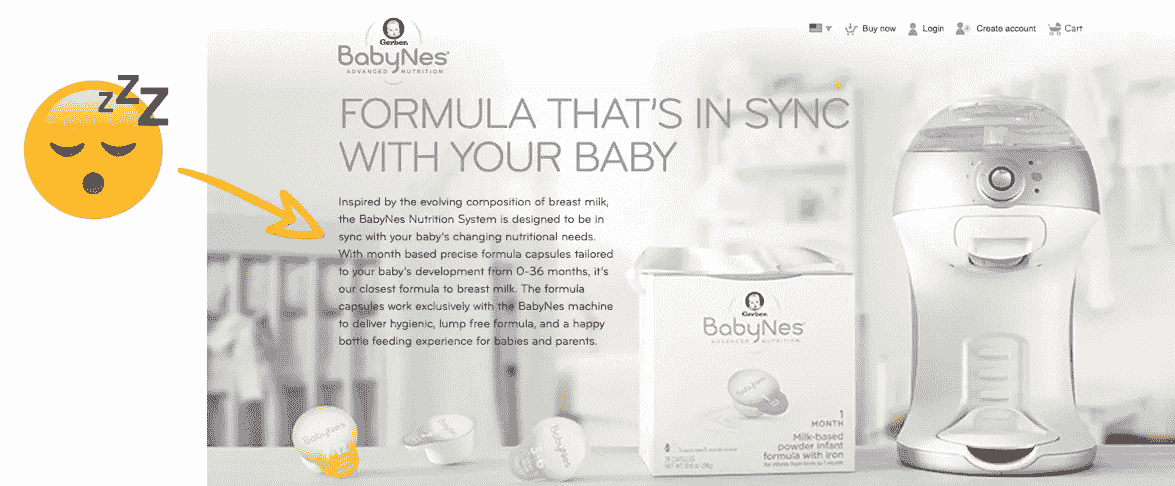 zZZ
Gerber.
BabyNes
ADVANCED NUTRITION
Buy now
Login
Create account
Cart
FORMULA THAT'S IN SYNC
WITH YOUR BABY
Inspired by the evolving composition of breast milk,
the BabyNes Nutrition System is designed to be in
sync with your baby's changing nutritional needs.
With month based precise formula capsules tailored
to your baby's development from 0-36 months, it's
our closest formula to breast milk. The formula
capsules work exclusively with the BabyNes machine
to deliver hygienic, lump free formula, and a happy
bottle feeding experience for babies and parents.
Gerber.
BabyNes
ADVANCED NUTRITION
BabyNes
1
MONTH
Milk-based
powder infant
formula with iron
BabyNes
BabyNes